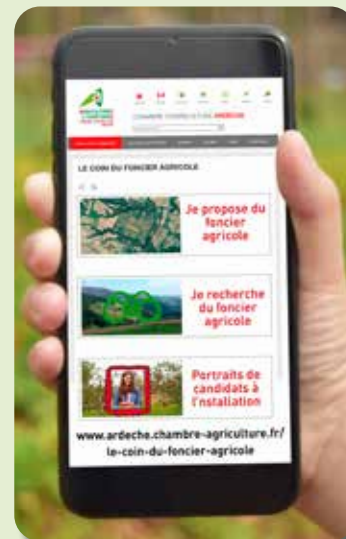 CHAMBRE D'AGRICULTURE ARDÈCHE
LE COIN DU FONCIER AGRICOLE
Je propose du
foncier
agricole
Je recherche
du foncier
agricole
Portraits de
candidats à
l'nstallation
www.ardeche.chambre-agriculture.fr/
le-coin-du-foncier-agricole